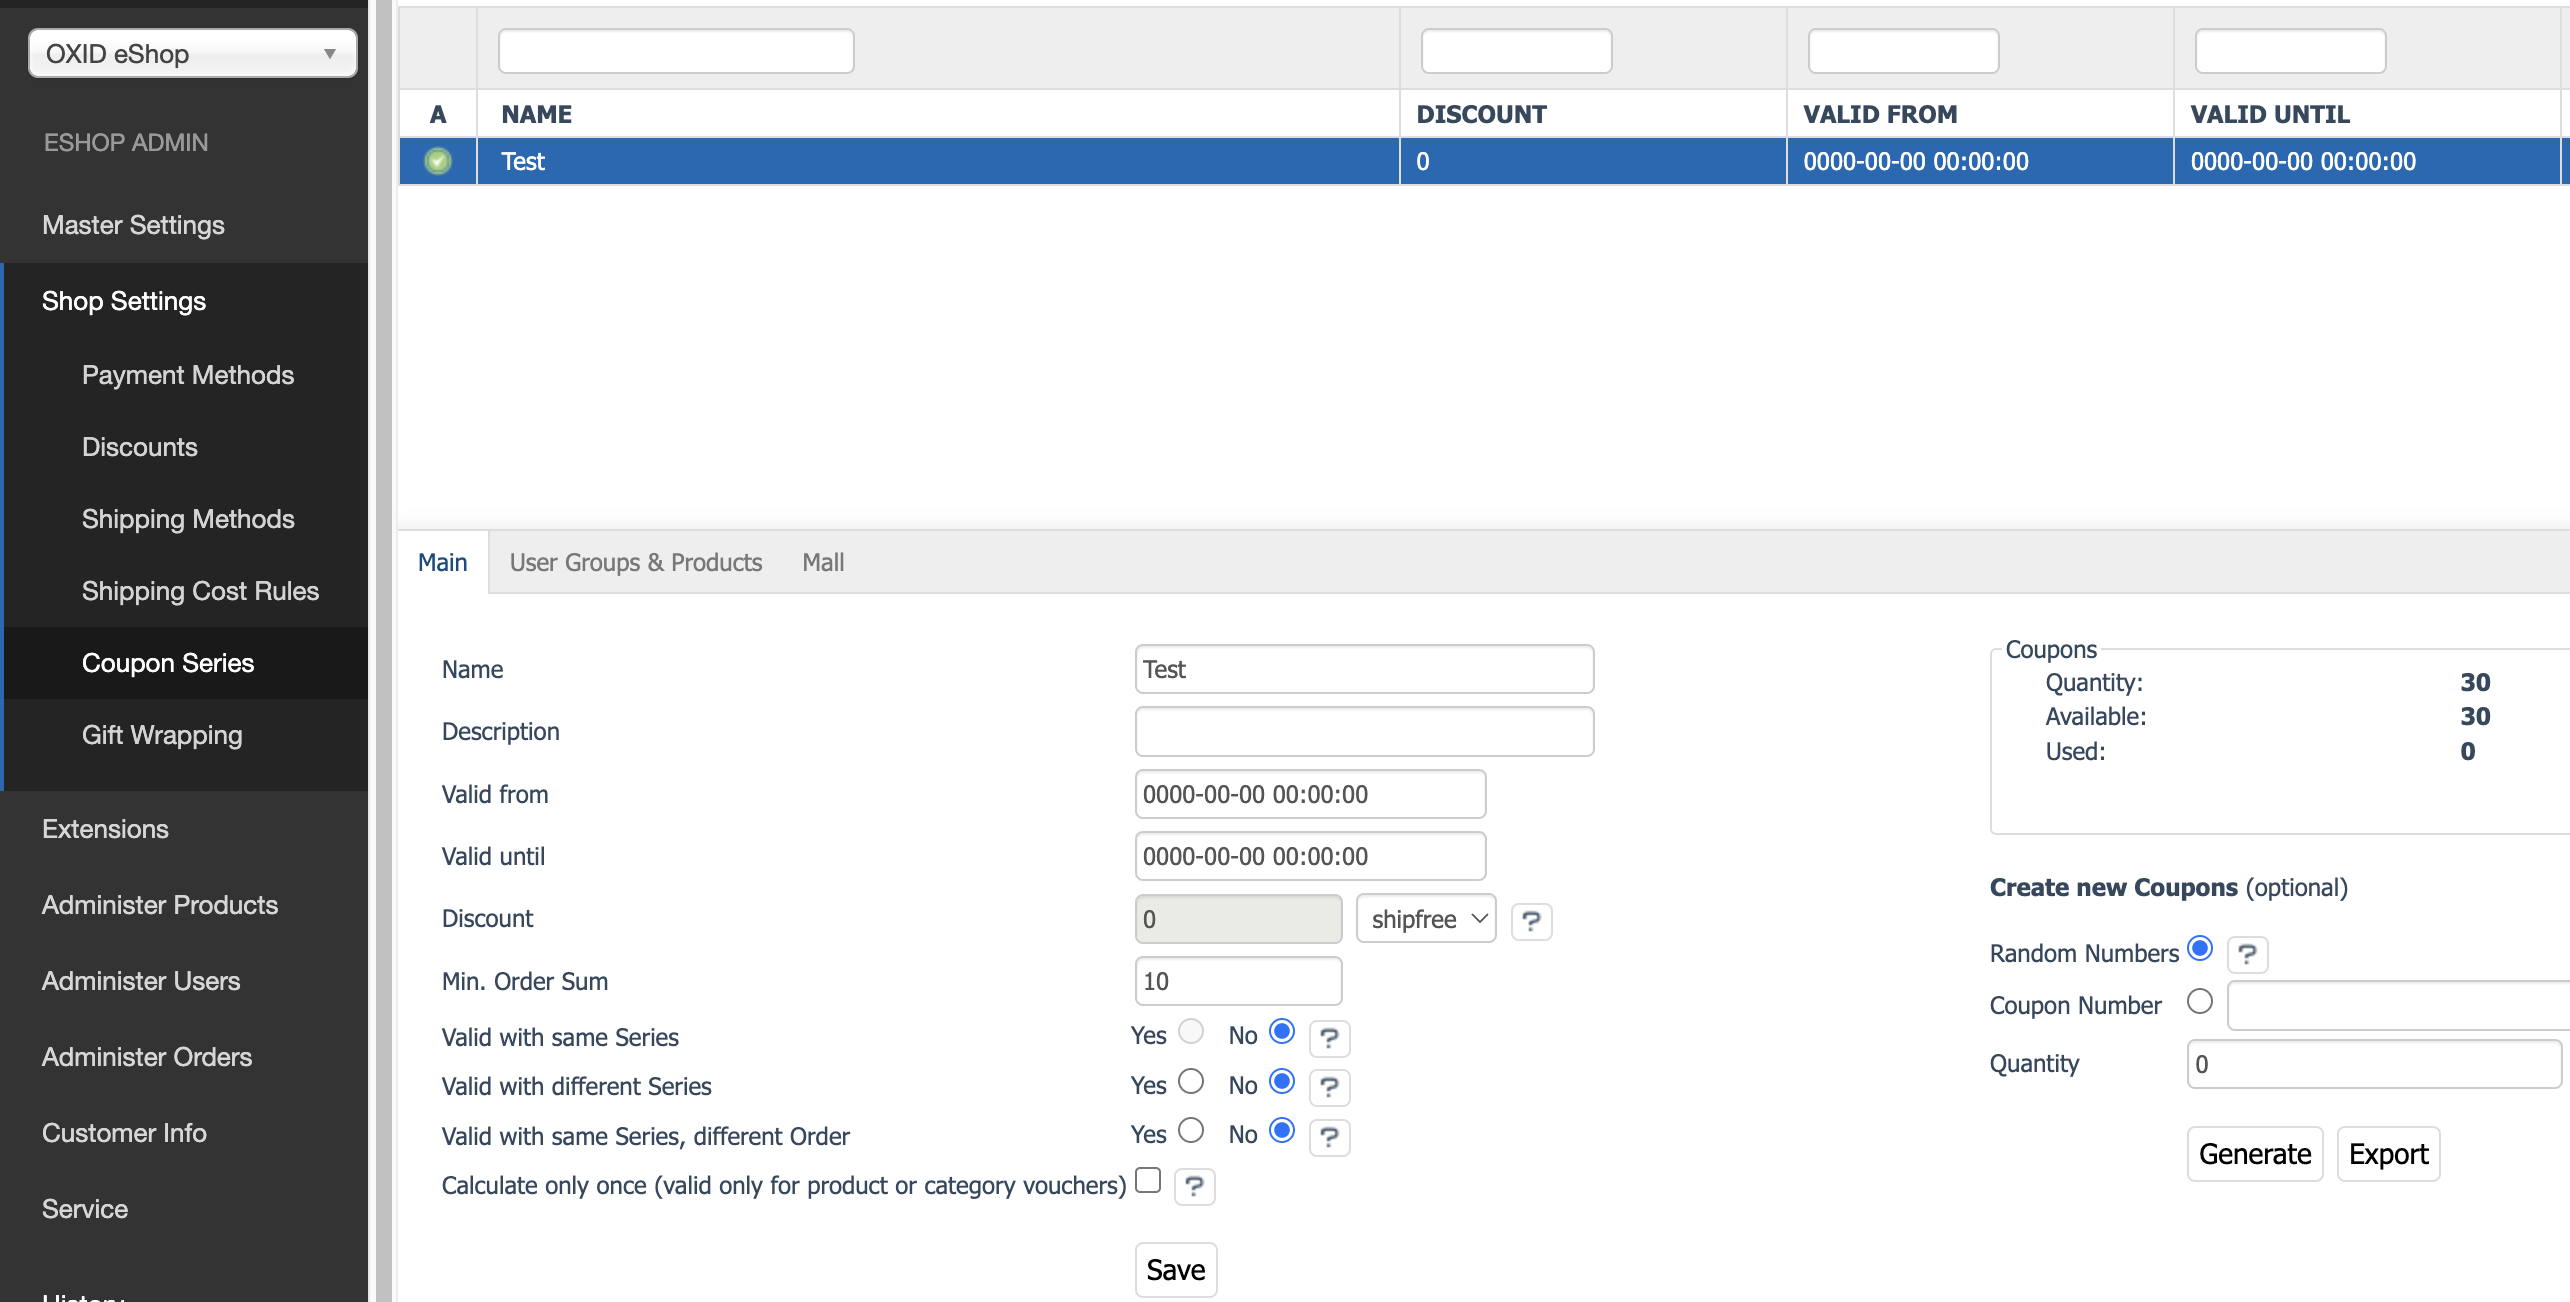 OXID eShop
ESHOP ADMIN
Master Settings
Shop Settings
Payment Methods
Discounts
Shipping Methods
Shipping Cost Rules
Coupon Series
Gift Wrapping
Extensions
Administer Products
Administer Users
Administer Orders
Customer Info
Service
History
A NAME DISCOUNT VALID FROM VALID UNTIL
Test 0 0000-00-00 00:00:00 0000-00-00 00:00:00
Main User Groups & Products Mall
Name Test
Description
Valid from 0000-00-00 00:00:00
Valid until 0000-00-00 00:00:00
Discount 0 shipfree ?
Min. Order Sum 10
Valid with same Series Yes No ?
Valid with different Series Yes No ?
Valid with same Series, different Order Yes No ?
Calculate only once (valid only for product or category vouchers) ?
Save
Coupons
Quantity: 30
Available: 30
Used: 0
Create new Coupons (optional)
Random Numbers ?
Coupon Number
Quantity 0
Generate Export